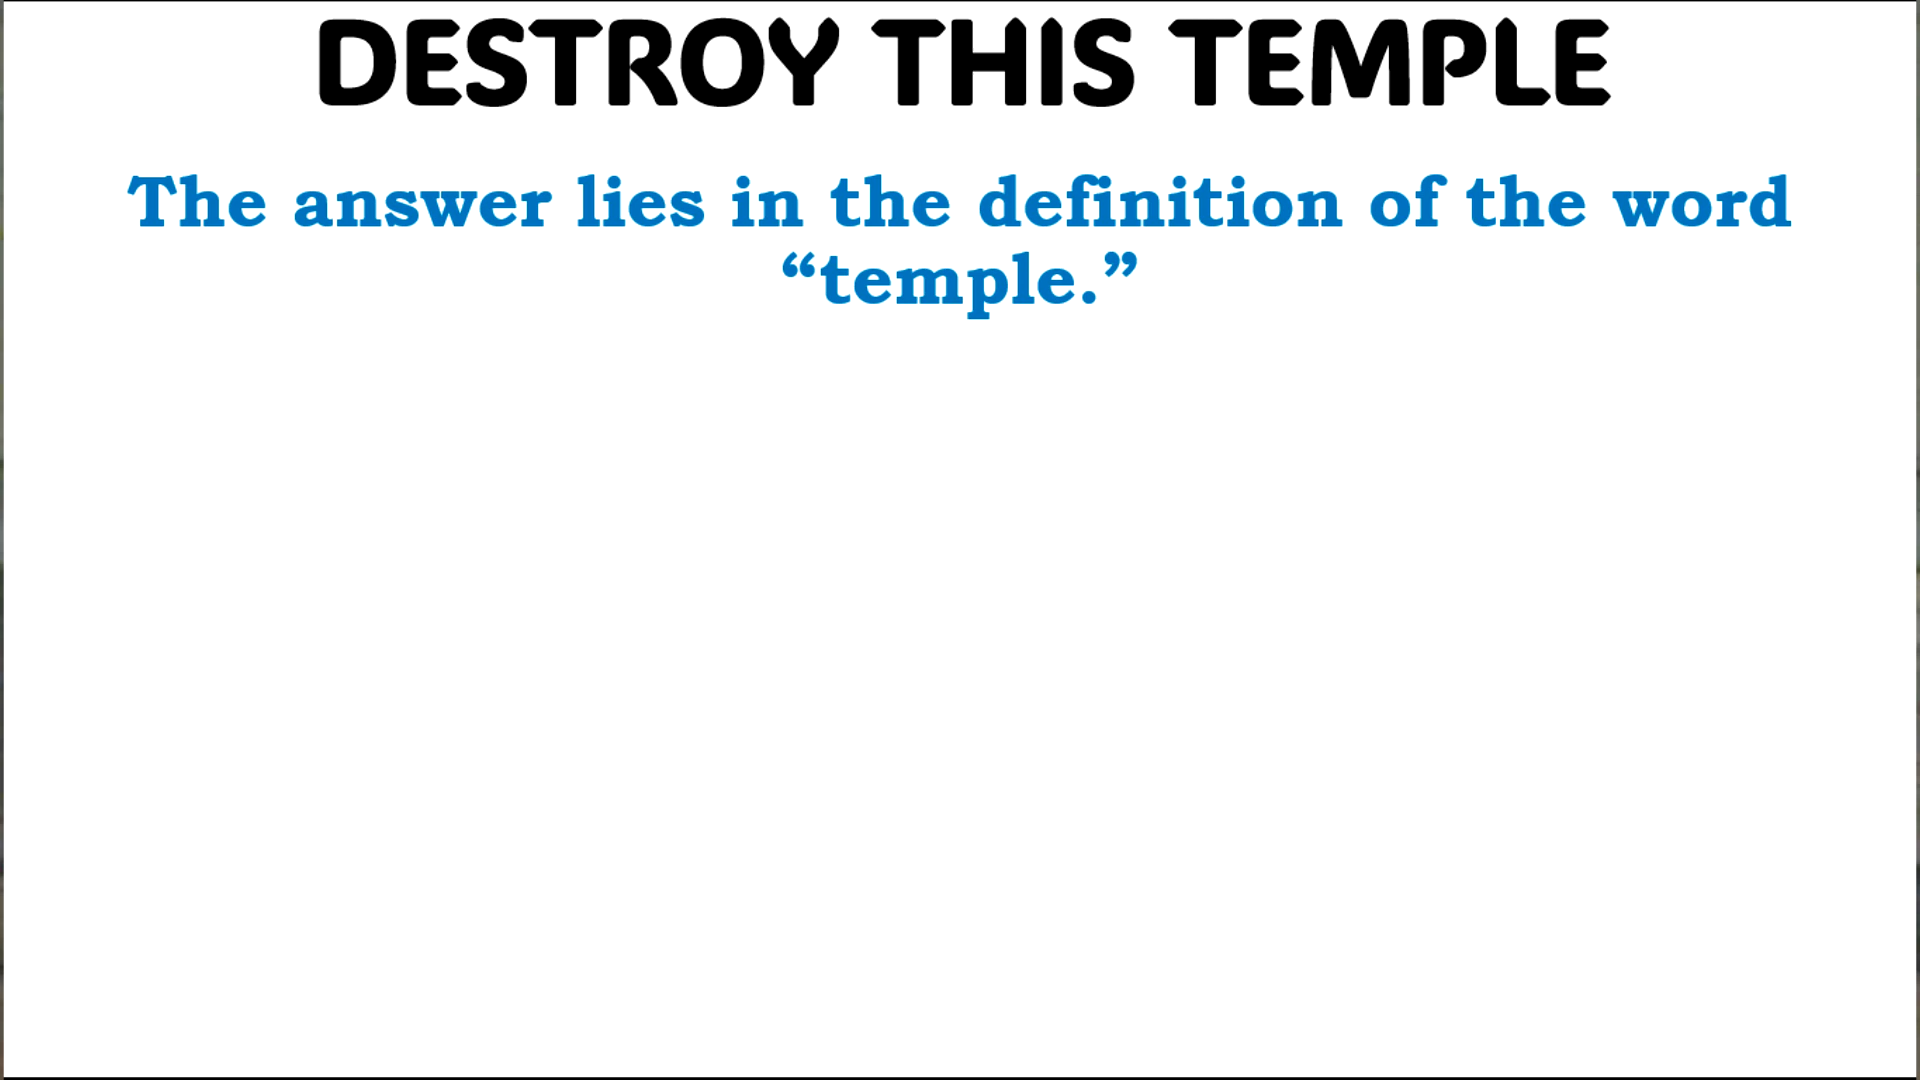 DESTROY THIS TEMPLE
The answer lies in the definition of the word
“temple.”